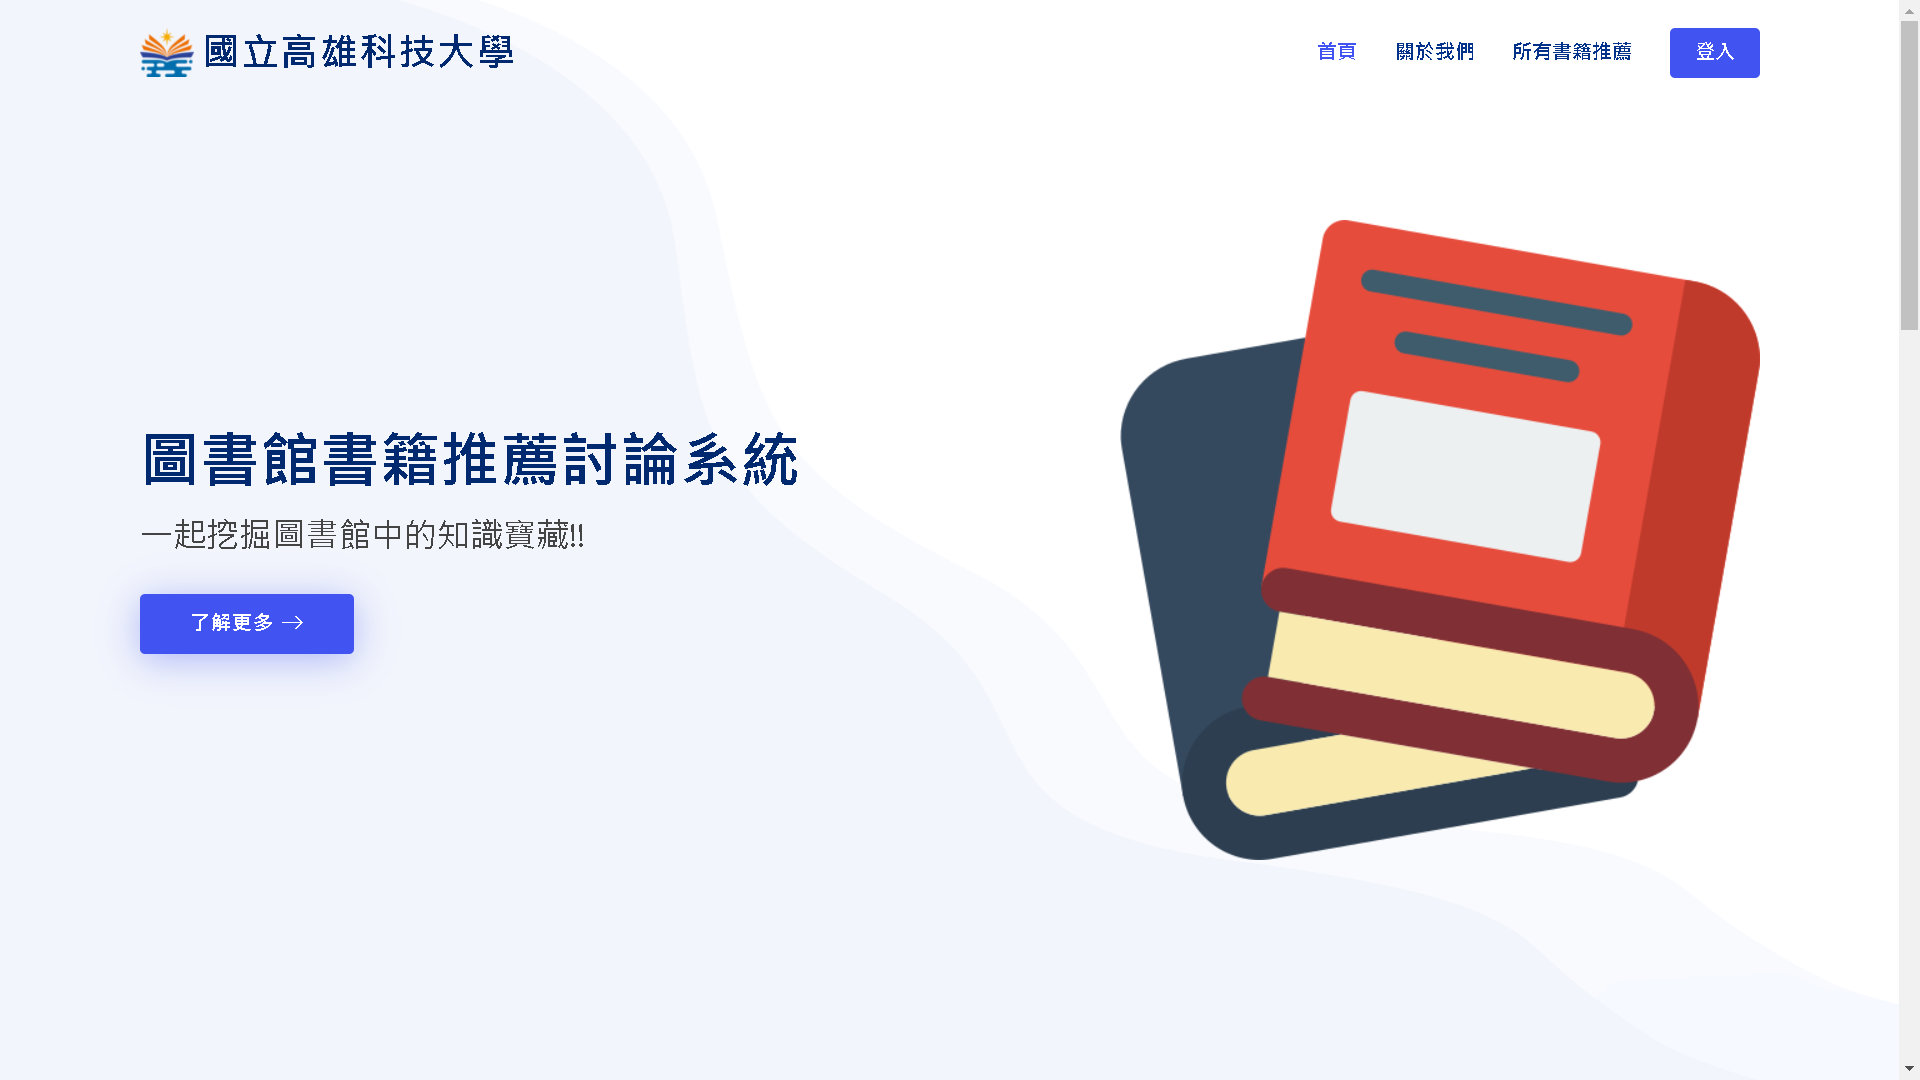 國立高雄科技大學
首頁
關於我們
所有書籍推薦
登入
圖書館書籍推薦討論系統
一起挖掘圖書館中的知識寶藏!!
了解更多 →